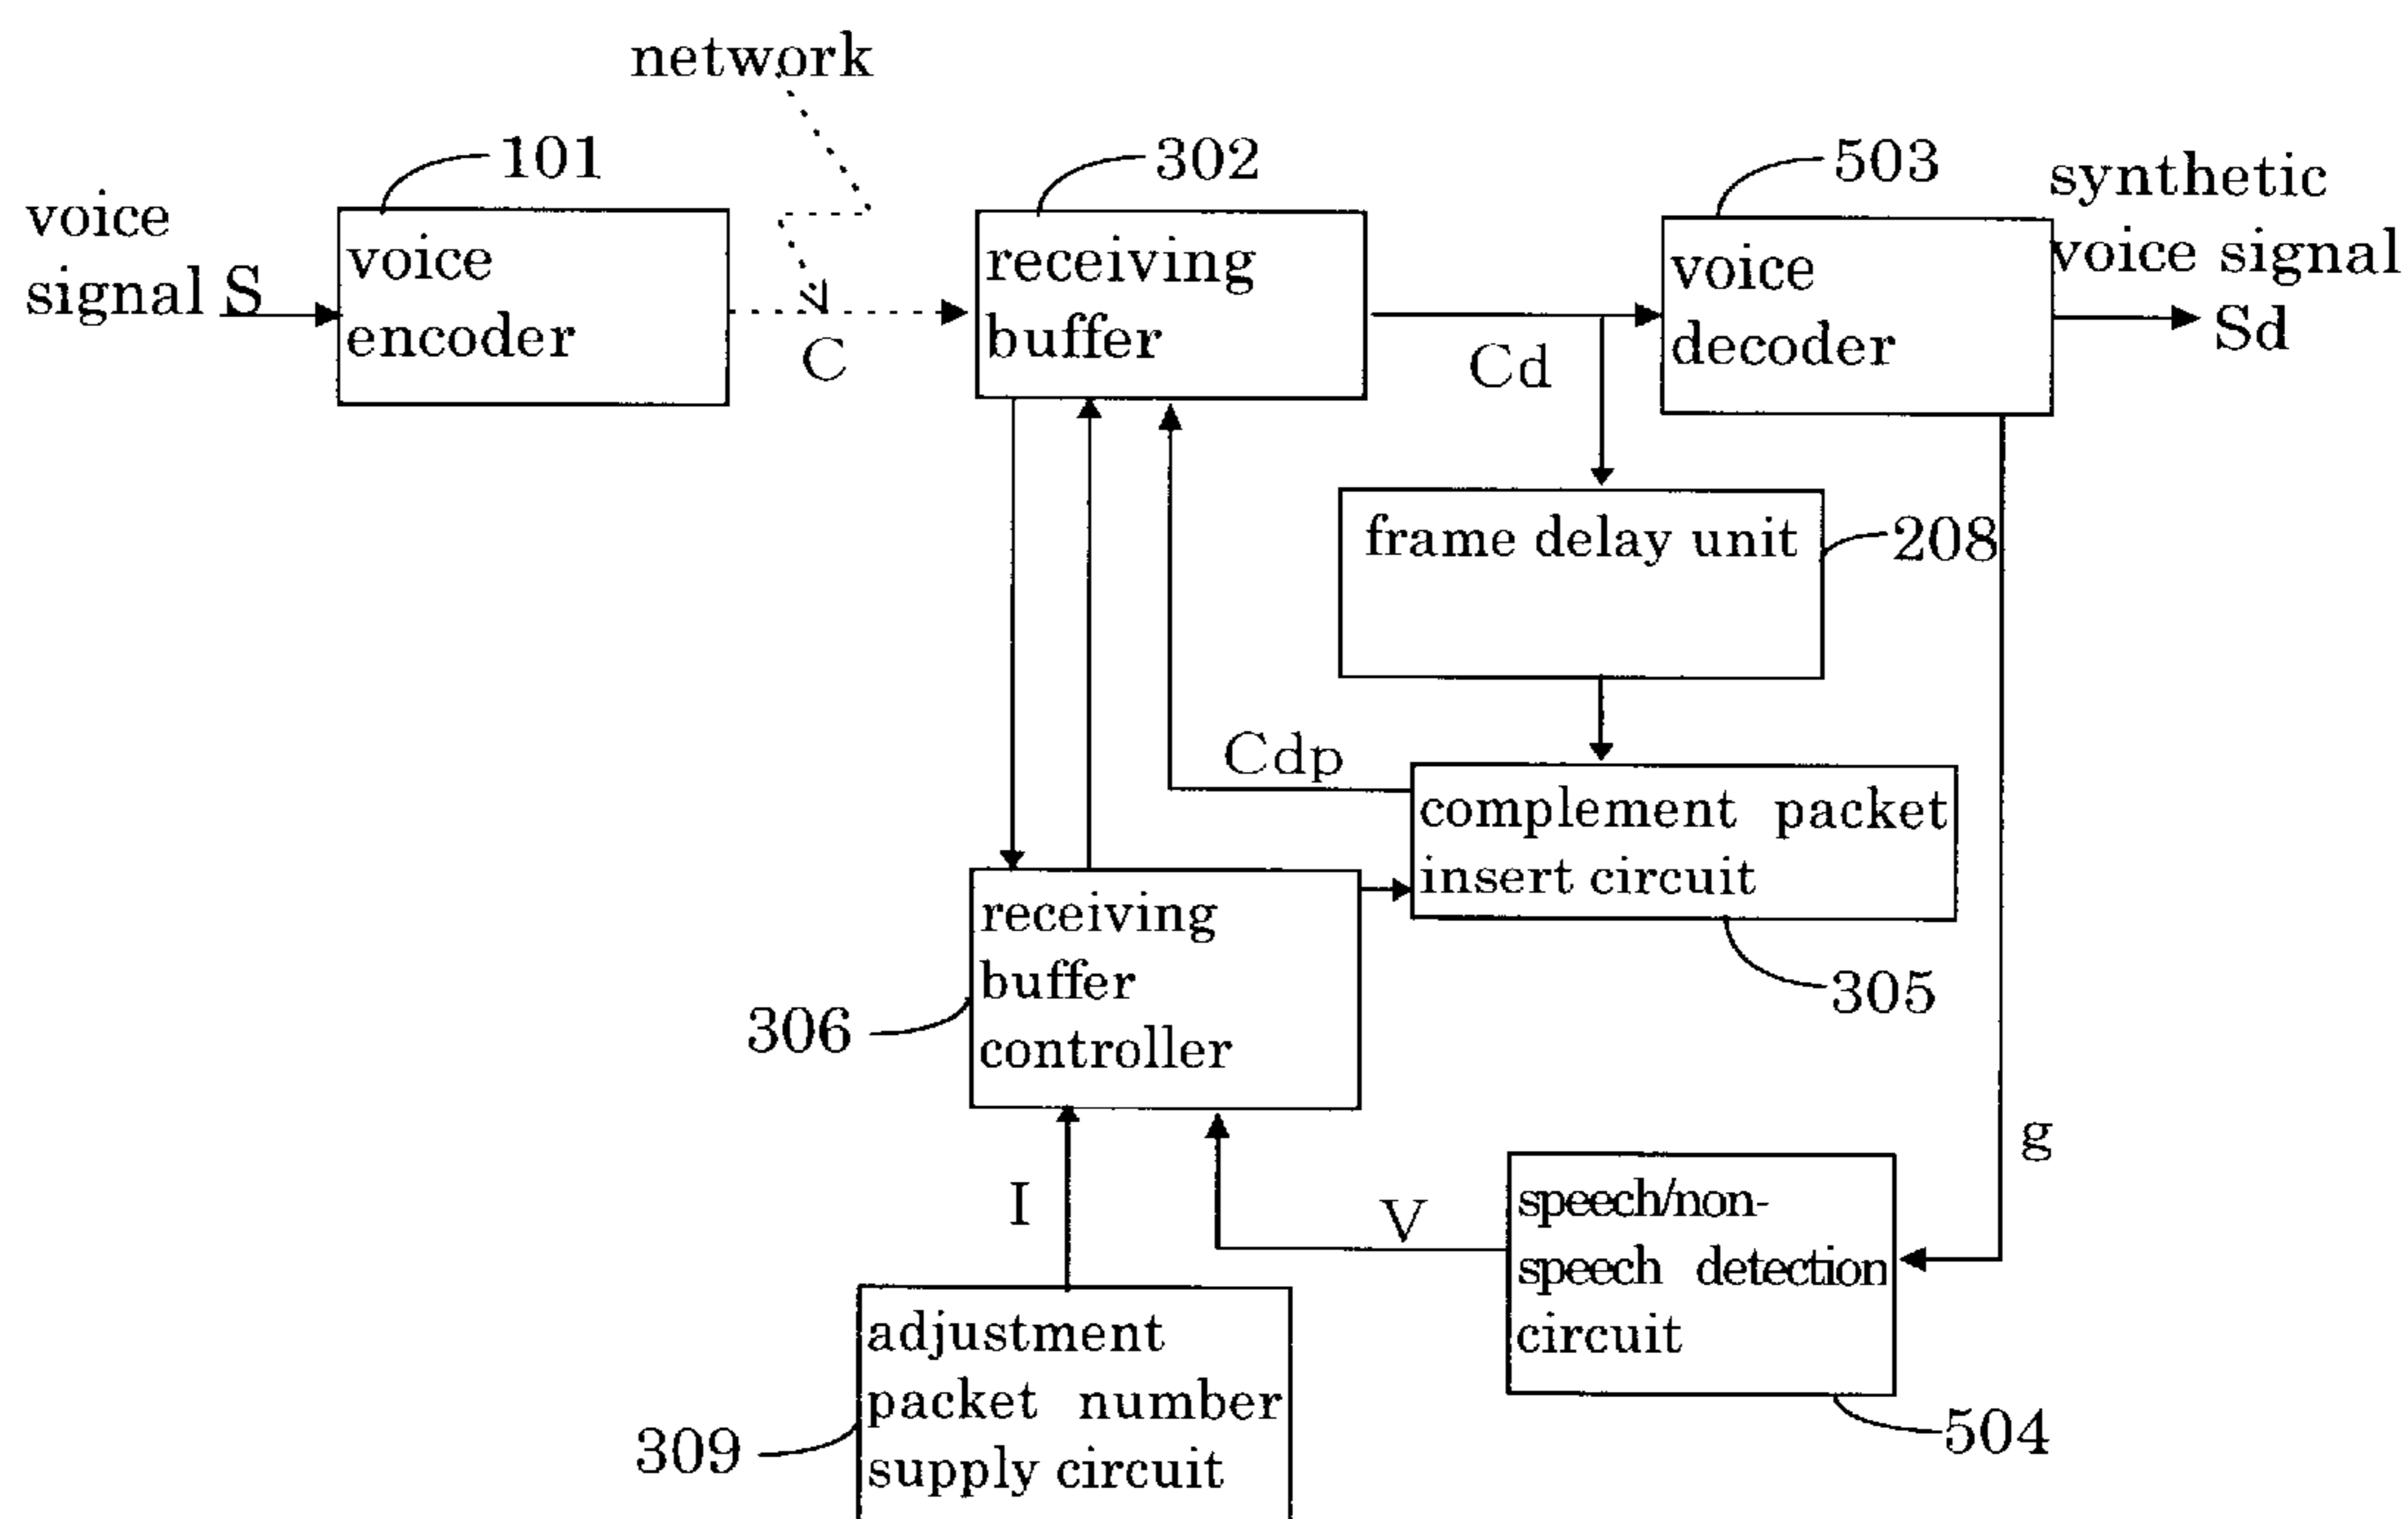 network
101
302
503
voice
signal S
voice
encoder
C
receiving
buffer
Cd
voice
decoder
synthetic
voice signal
Sd
frame delay unit
208
Cdp
complement packet
insert circuit
305
receiving
buffer
controller
306
g
I
V
speech/non-
speech detection
circuit
504
adjustment
packet number
supply circuit
309